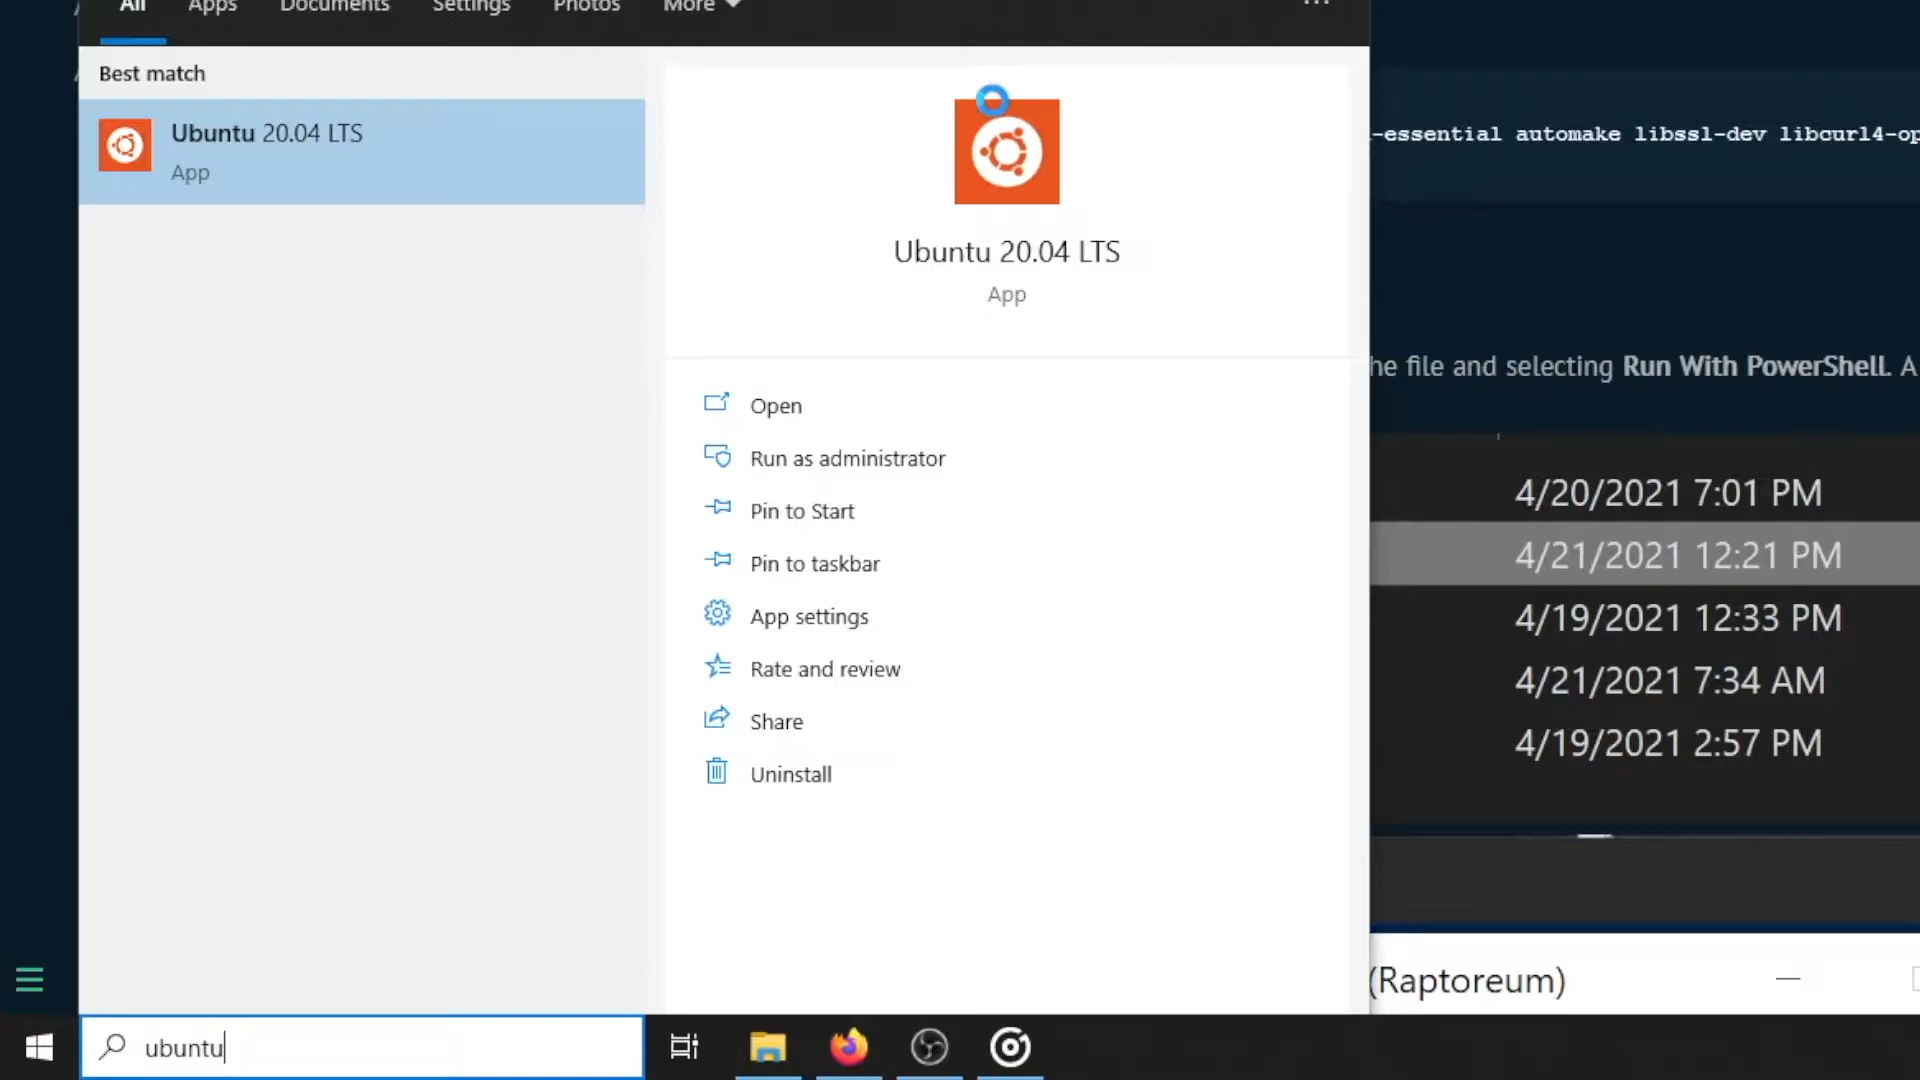 All Apps Documents Settings Photos More
Best match
Ubuntu 20.04 LTS
App
Ubuntu 20.04 LTS
App
Open
Run as administrator
Pin to Start
Pin to taskbar
App settings
Rate and review
Share
Uninstall
-essential automake libssl-dev libcurl4-op
he file and selecting Run With PowerShell. A
4/20/2021 7:01 PM
4/21/2021 12:21 PM
4/19/2021 12:33 PM
4/21/2021 7:34 AM
4/19/2021 2:57 PM
(Raptoreum)
ubuntu